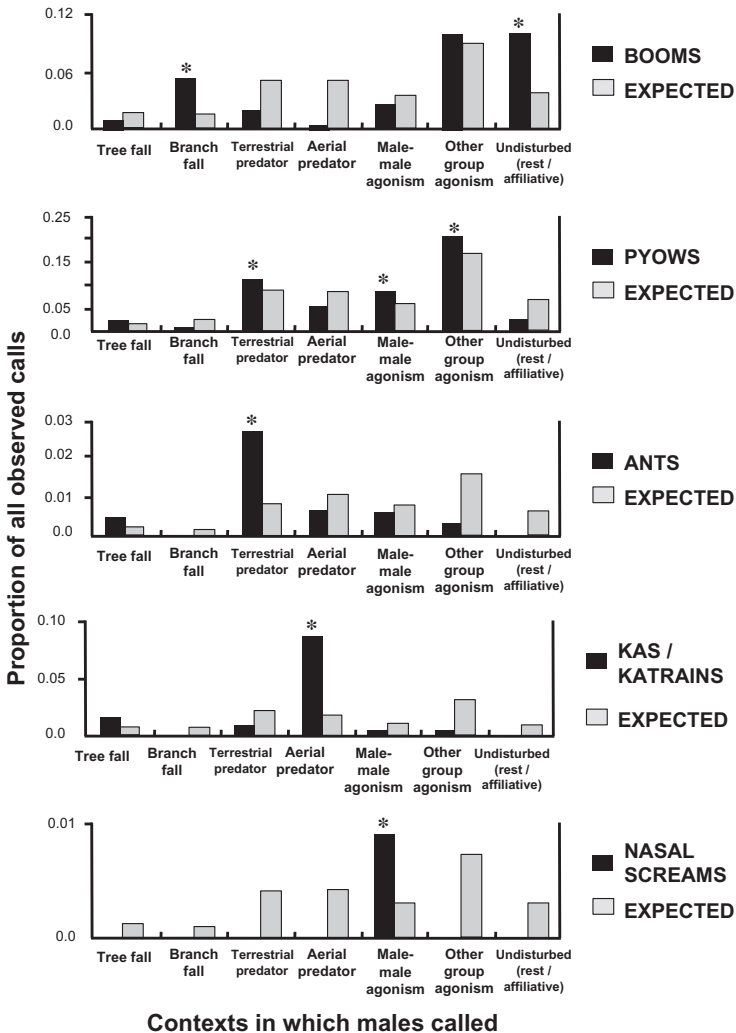 Proportion of all observed calls
0.12
0.06
0.0
*
*
Tree fall
Branch
fall
Terrestrial
predator
Aerial
predator
Male-
male
agonism
Other
group
agonism
Undisturbed
(rest /
affiliative)
BOOMS
EXPECTED
0.25
0.15
0.05
0.0
*
*
*
Tree fall
Branch
fall
Terrestrial
predator
Aerial
predator
Male-
male
agonism
Other
group
agonism
Undisturbed
(rest /
affiliative)
PYOWS
EXPECTED
0.03
0.02
0.01
0.0
*
Tree fall
Branch
fall
Terrestrial
predator
Aerial
predator
Male-
male
agonism
Other
group
agonism
Undisturbed
(rest /
affiliative)
ANTS
EXPECTED
0.10
0.05
0.0
*
Tree fall
Branch
fall
Terrestrial
predator
Aerial
predator
Male-
male
agonism
Other
group
agonism
Undisturbed
(rest /
affiliative)
KAS /
KATRAINS
EXPECTED
0.01
0.0
*
Tree fall
Branch
fall
Terrestrial
predator
Aerial
predator
Male-
male
agonism
Other
group
agonism
Undisturbed
(rest /
affiliative)
NASAL
SCREAMS
EXPECTED
Contexts in which males called